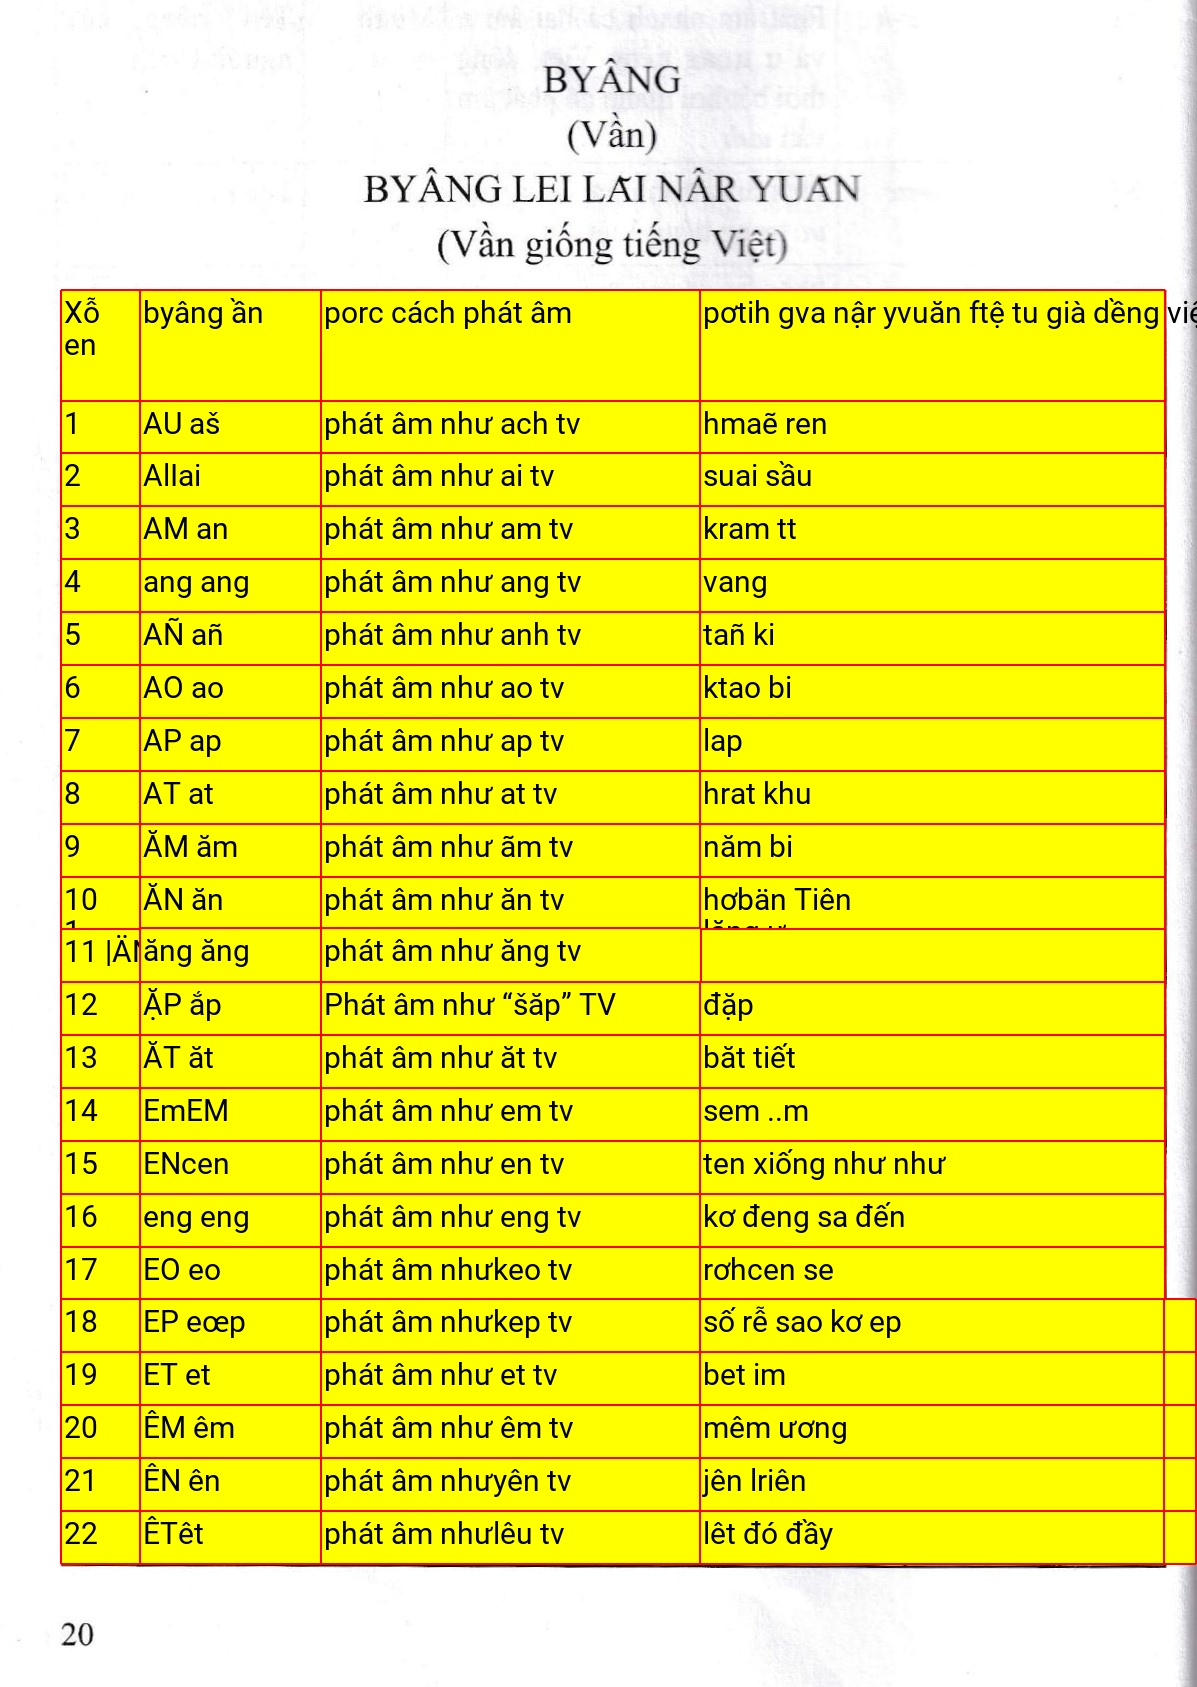 BYÂNG
(Vần)
BYÂNG LEI LĂI NÂR YUAN
(Vần giống tiếng Việt)
Xỗ en byâng ần porc cách phát âm pơtih gva nậr yvuăn ftệ tu già dềng việ
1 AU aš phát âm như ach tv hmaẽ ren
2 AIIai phát âm như ai tv suai sầu
3 AM an phát âm như am tv kram tt
4 ang ang phát âm như ang tv vang
5 AÑ añ phát âm như anh tv tañ ki
6 AO ao phát âm như ao tv ktao bi
7 AP ap phát âm như ap tv lap
8 AT at phát âm như at tv hrat khu
9 ĂM ăm phát âm như ãm tv năm bi
10 ĂN ăn phát âm như ăn tv hơbän Tiên
11 |ÄN ăng ăng phát âm như ăng tv
12 ẶP ắp Phát âm như “šăp” TV đặp
13 ĂT ăt phát âm như ăt tv băt tiết
14 EmEM phát âm như em tv sem ..m
15 ENcen phát âm như en tv ten xiống như như
16 eng eng phát âm như eng tv kơ đeng sa đến
17 EO eo phát âm nhưkeo tv rơhcen se
18 EP eœp phát âm nhưkep tv số rễ sao kơ ep
19 ET et phát âm như et tv bet im
20 ÊM êm phát âm như êm tv mêm ương
21 ÊN ên phát âm nhưyên tv jên lriên
22 ÊTêt phát âm nhưlêu tv lêt đó đầy
20